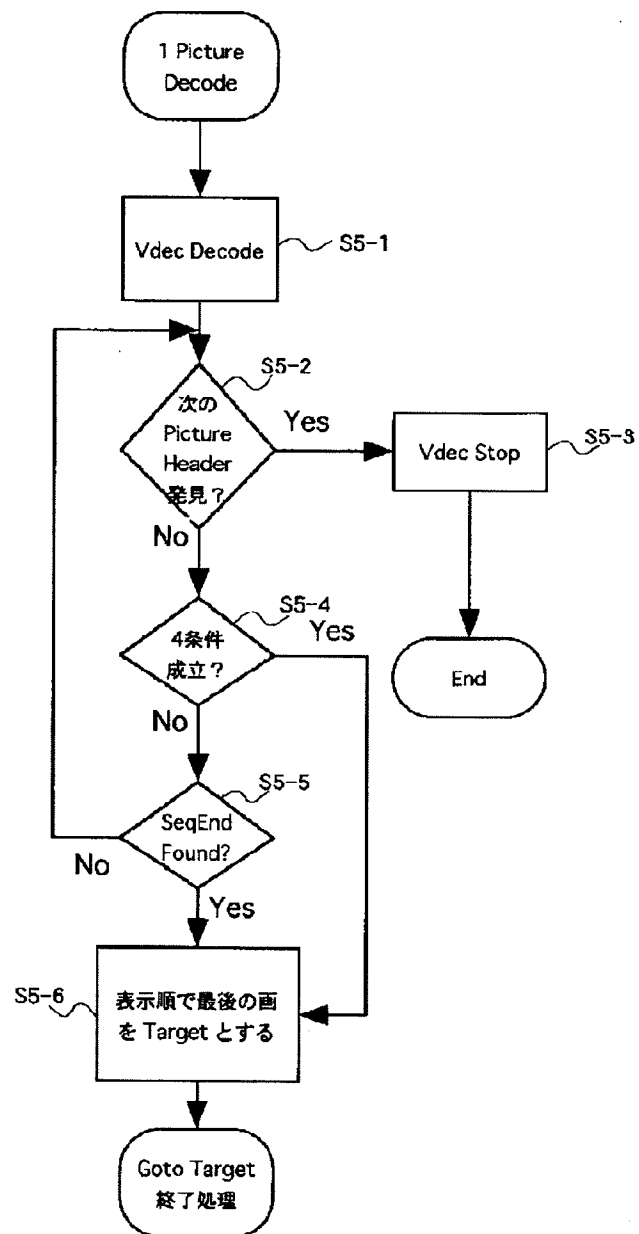 1 Picture
Decode
Vdec Decode
S5-1
S5-2
次の
Picture
Header
発見？
Yes
Vdec Stop
S5-3
No
End
S5-4
4条件
成立？
Yes
No
S5-5
SeqEnd
Found?
No
Yes
S5-6
表示順で最後の画
を Target とする
Goto Target
終了処理